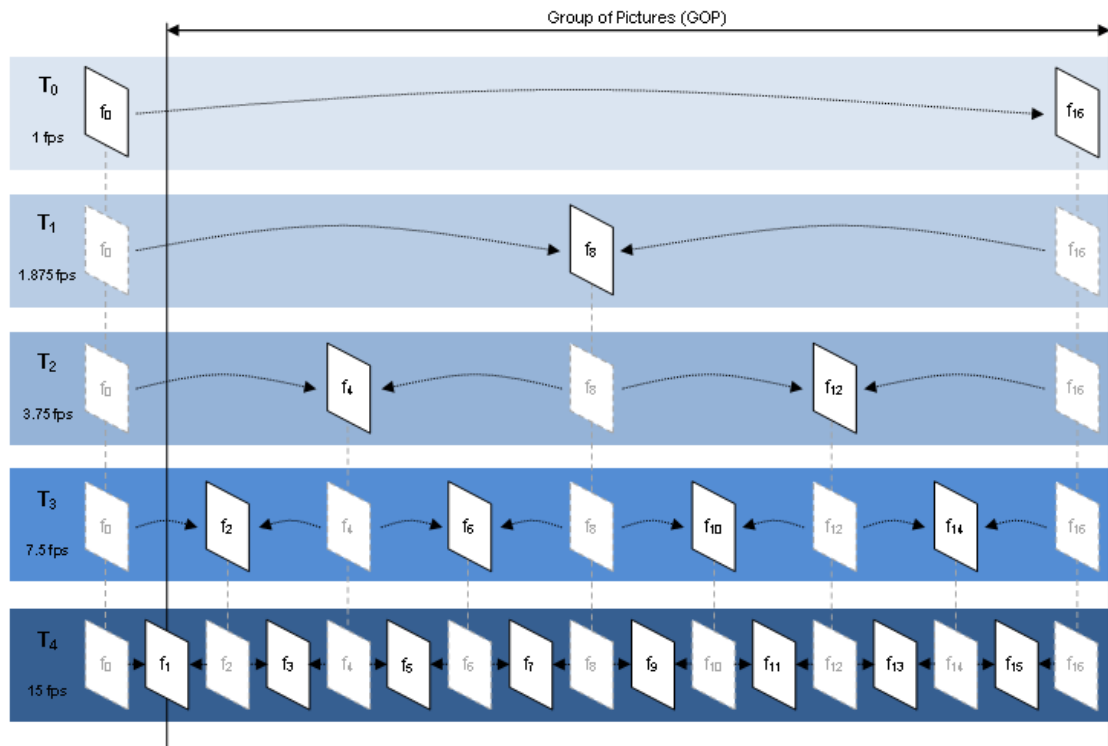 Group of Pictures (GOP)
T0
f0 f16
1 fps
T1
f0 f8 f16
1.875 fps
T2
f0 f4 f8 f12 f16
3.75 fps
T3
f0 f2 f4 f6 f8 f10 f12 f14 f16
7.5 fps
T4
f0 f1 f2 f3 f4 f5 f6 f7 f8 f9 f10 f11 f12 f13 f14 f15 f16
15 fps